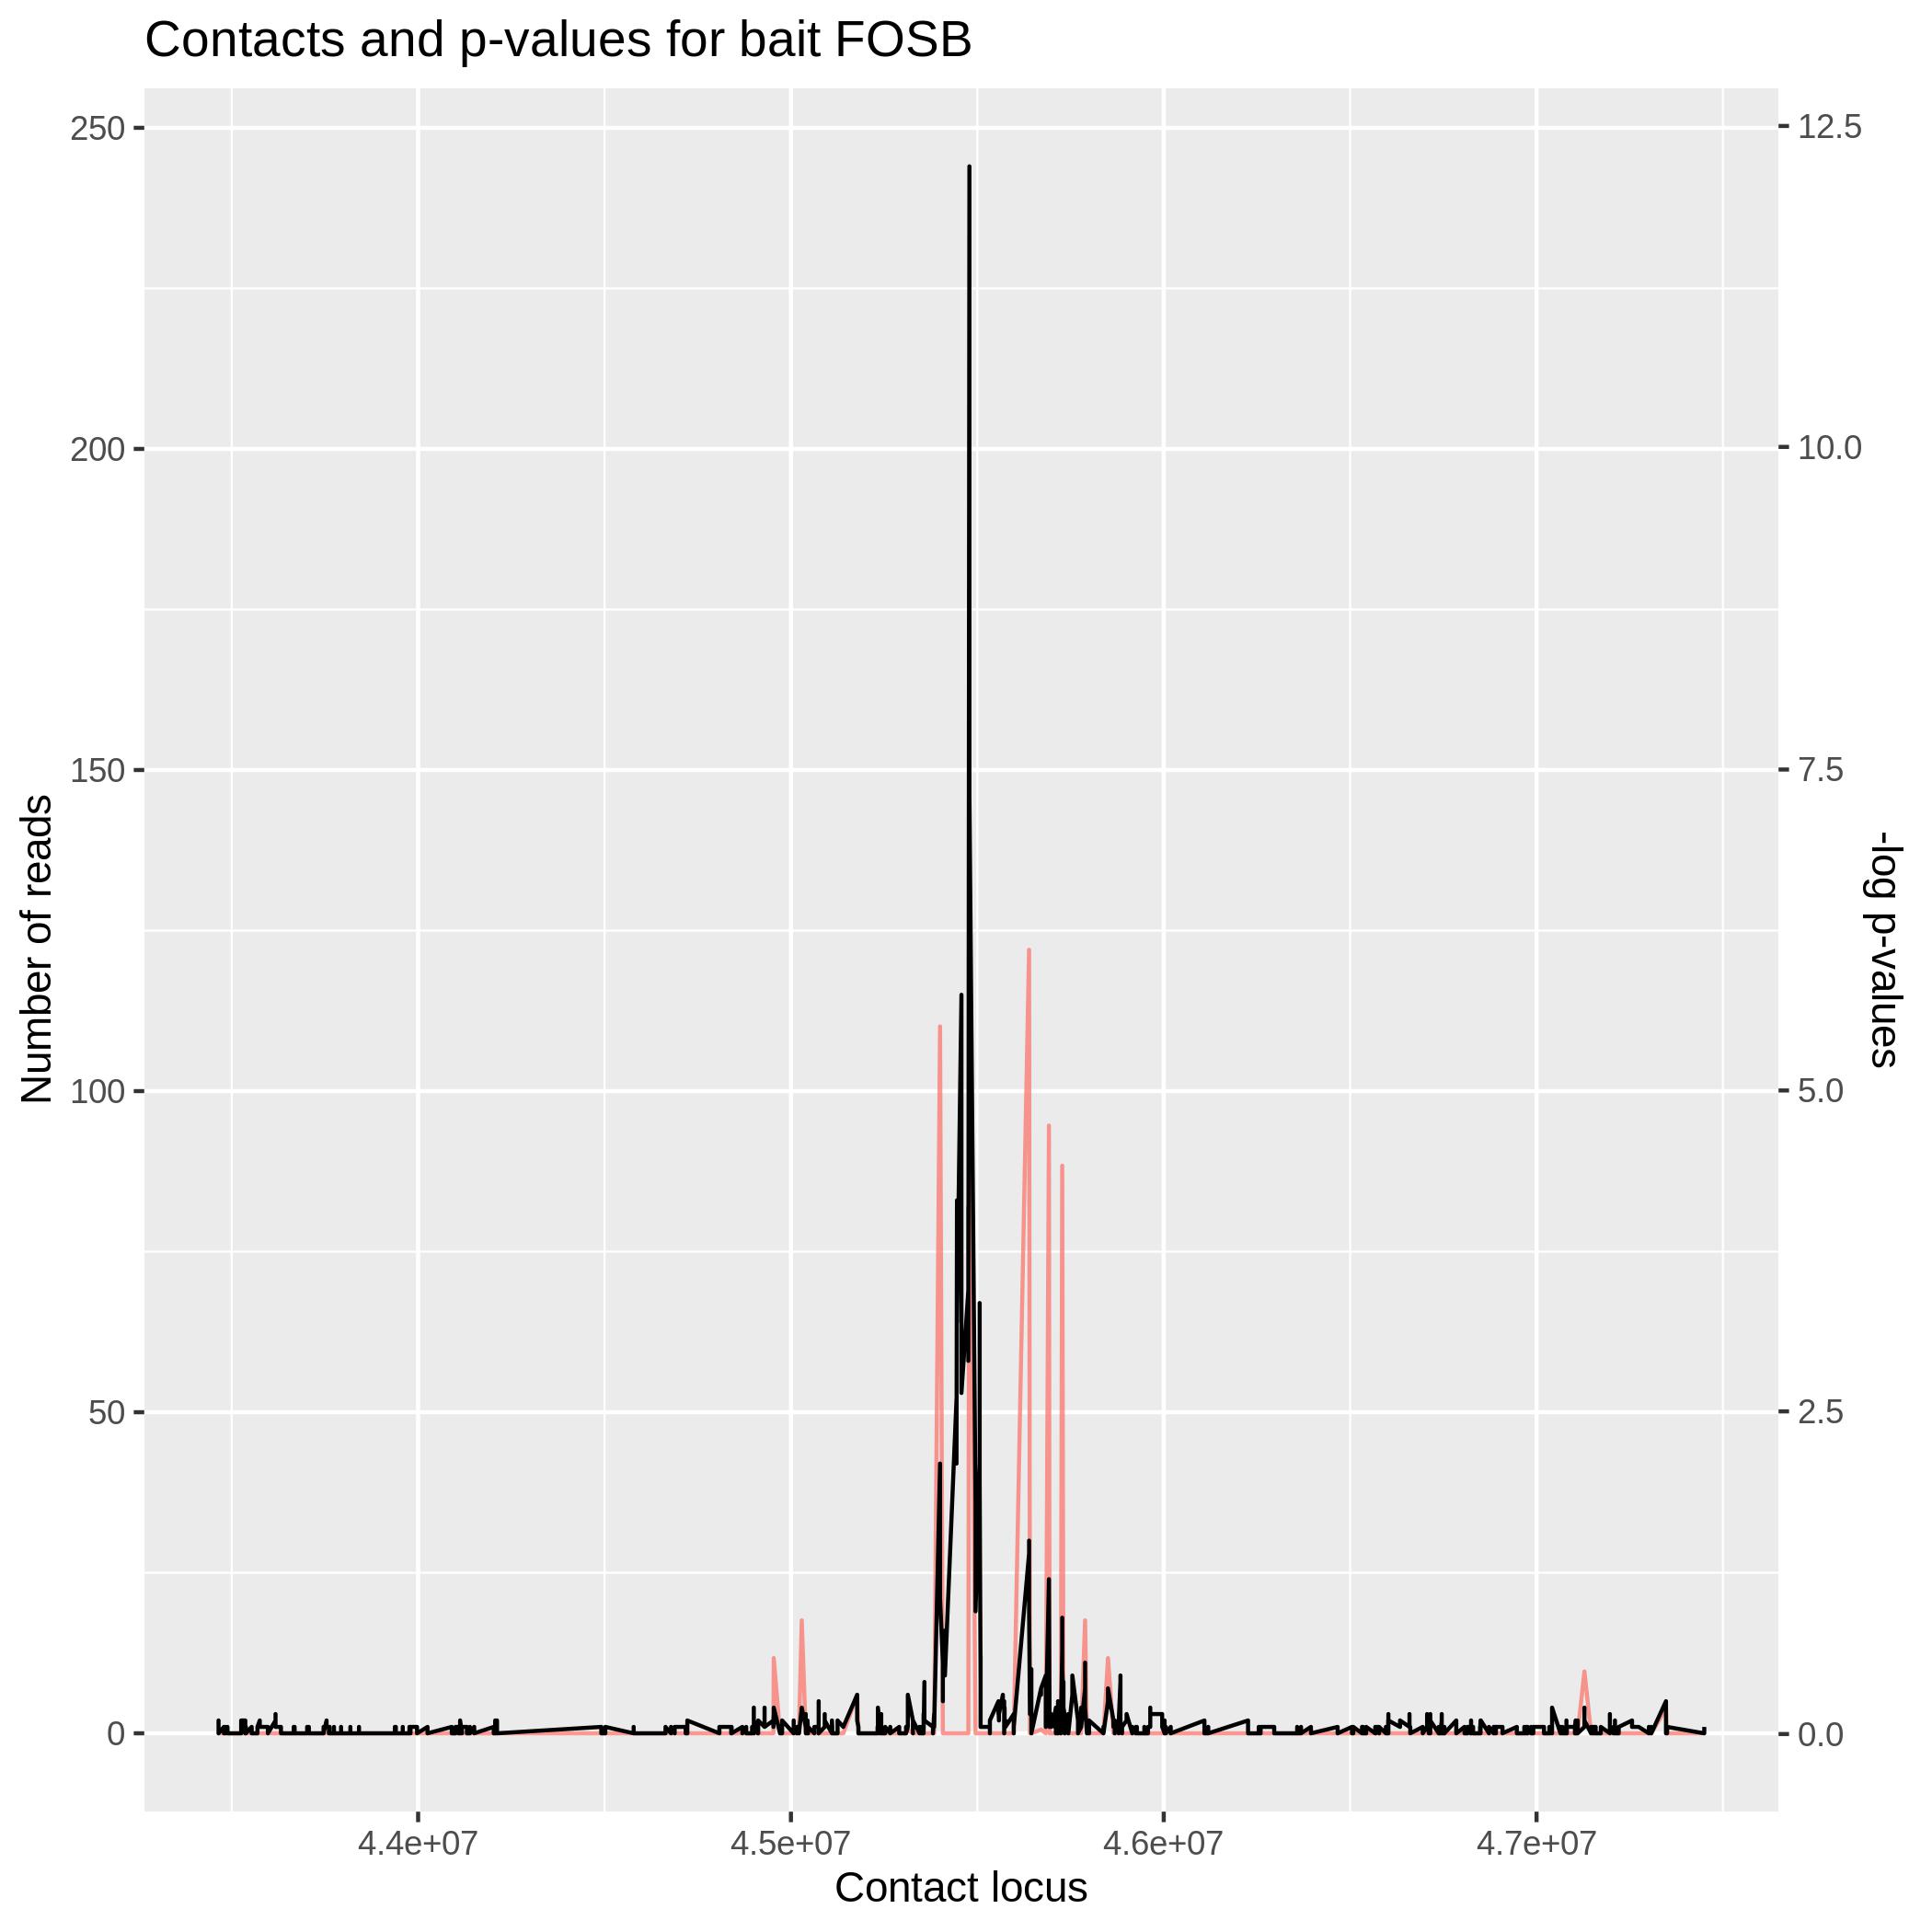 Contacts and p-values for bait FOSB
250
200
150
100
50
0
Number of reads
12.5
10.0
7.5
5.0
2.5
0.0
-log p-values
4.4e+07
4.5e+07
4.6e+07
4.7e+07
Contact locus